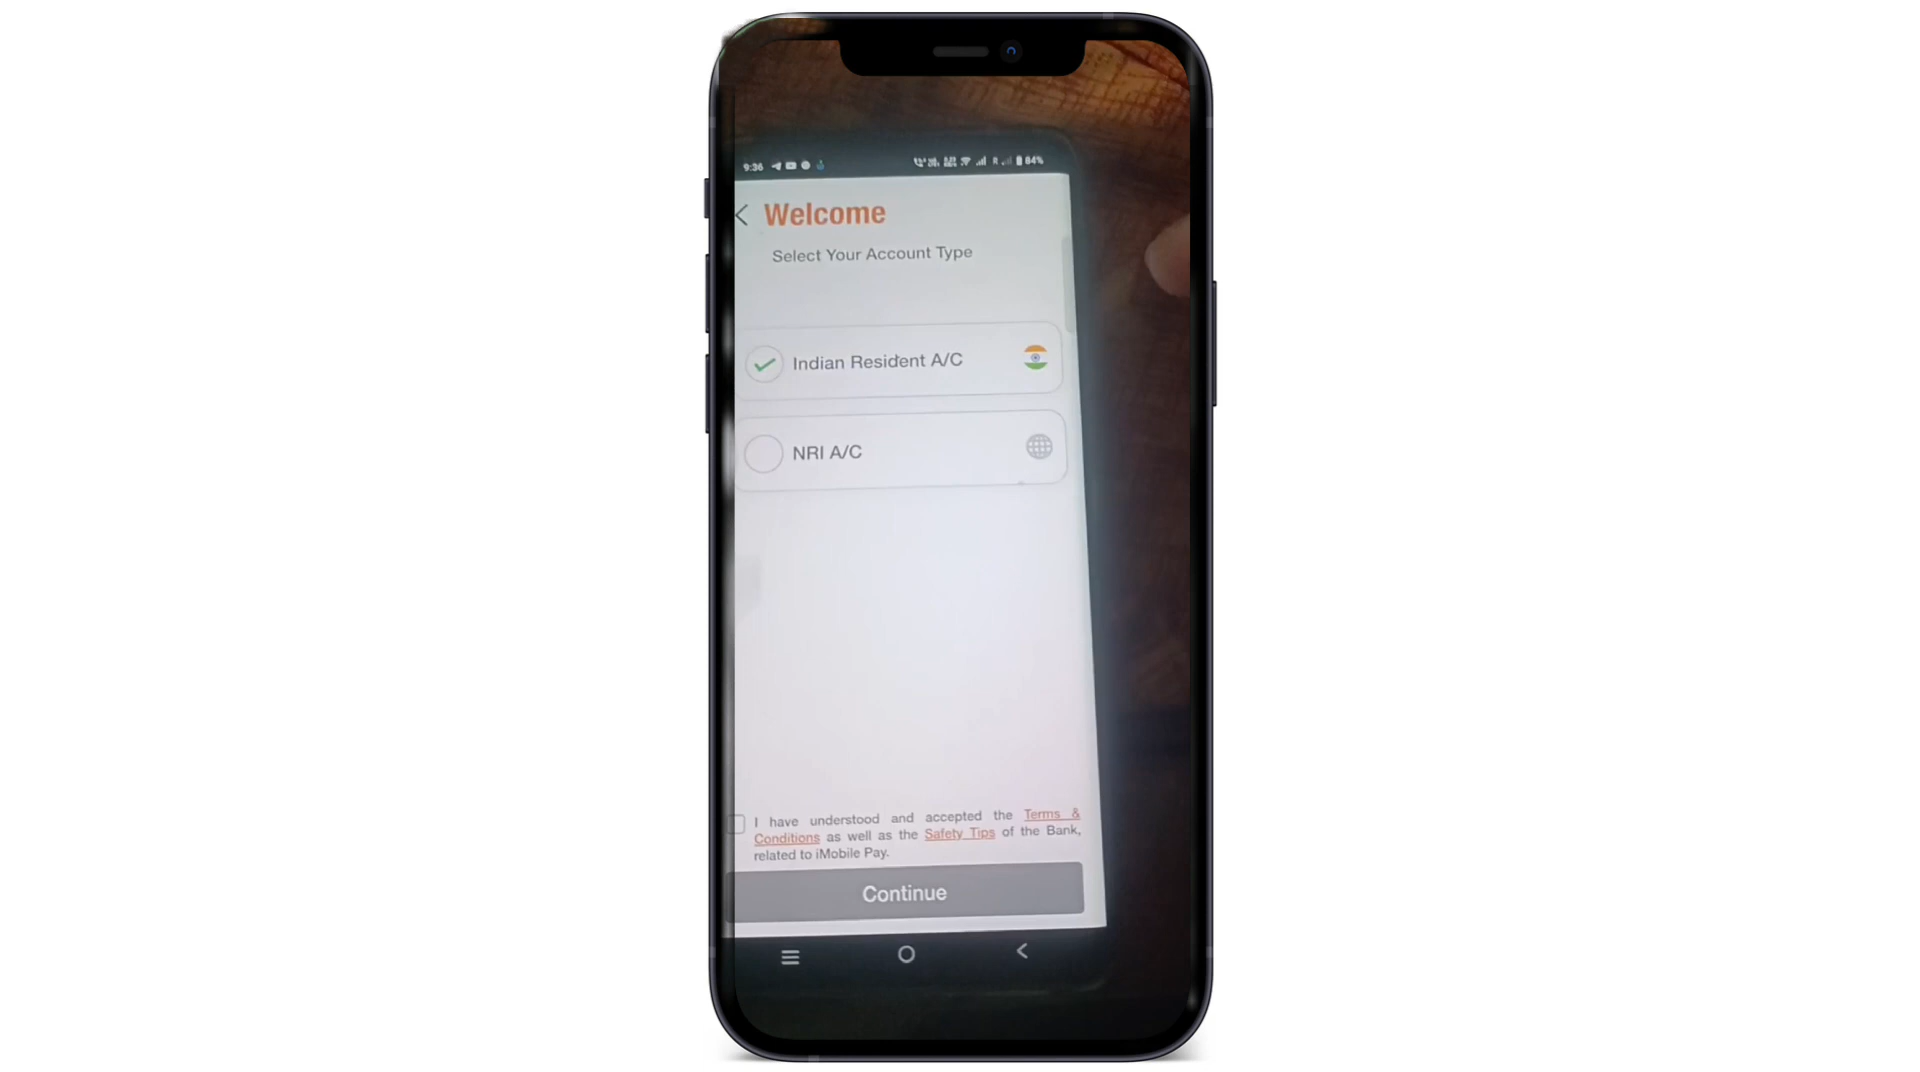 9:36
84%
Welcome
Select Your Account Type
Indian Resident A/C
NRI A/C
I have understood and accepted the Terms &
Conditions as well as the Safety Tips of the Bank,
related to iMobile Pay.
Continue